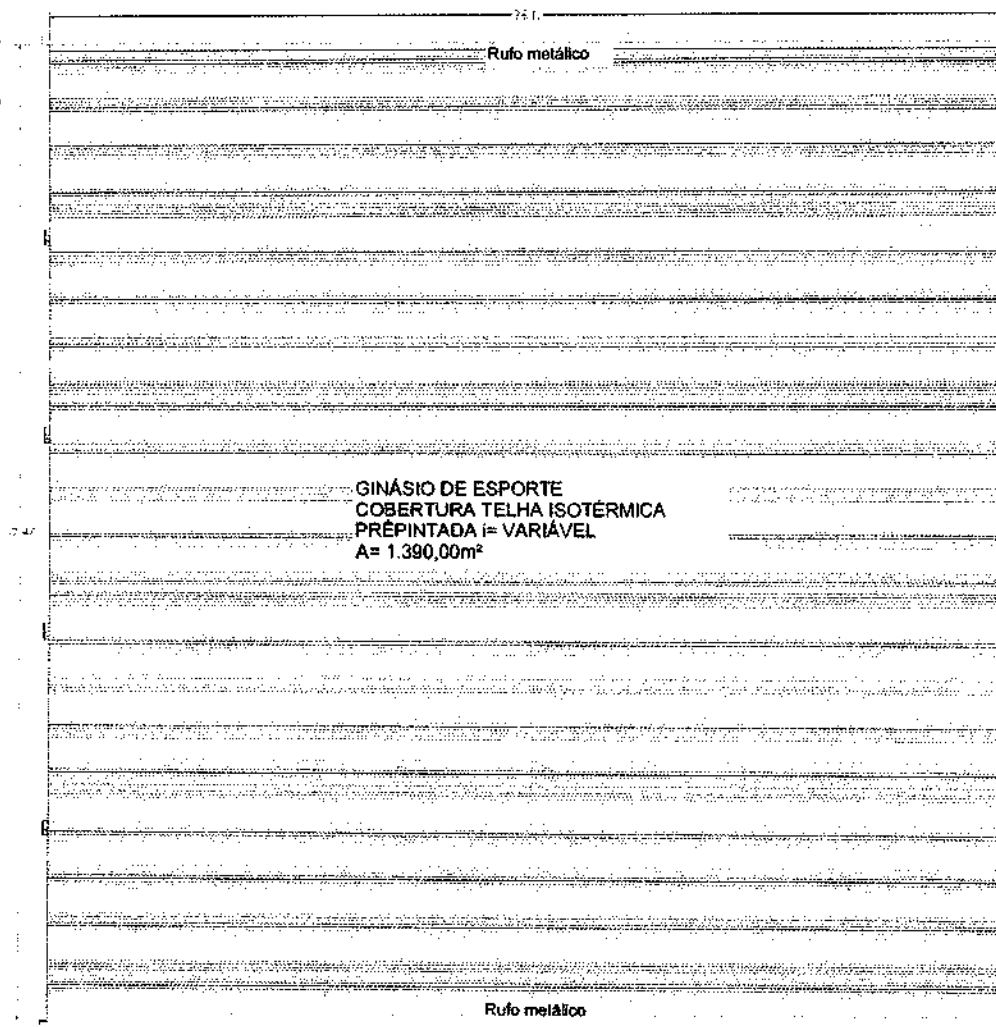 Rufo metálico
GINÁSIO DE ESPORTE
COBERTURA TELHA ISOTÉRMICA
PRÉPINTADA i= VARIÁVEL
A= 1.390,00m²
Rufo metálico